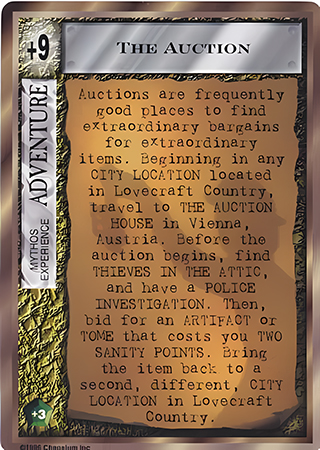 +9
THE AUCTION
MYTHOS
EXPERIENCE
ADVENTURE
Auctions are frequently
good places to find
extraordinary bargains
for extraordinary
items. Beginning in any
CITY LOCATION located
in Lovecraft Country,
travel to THE AUCTION
HOUSE in Vienna,
Austria. Before the
auction begins, find
THIEVES IN THE ATTIC,
and have a POLICE
INVESTIGATION. Then,
bid for an ARTIFACT or
TOME that costs you TWO
SANITY POINTS. Bring
the item back to a
second, different, CITY
LOCATION in Lovecraft
Country.
+3
©1996 Chaosium Inc.